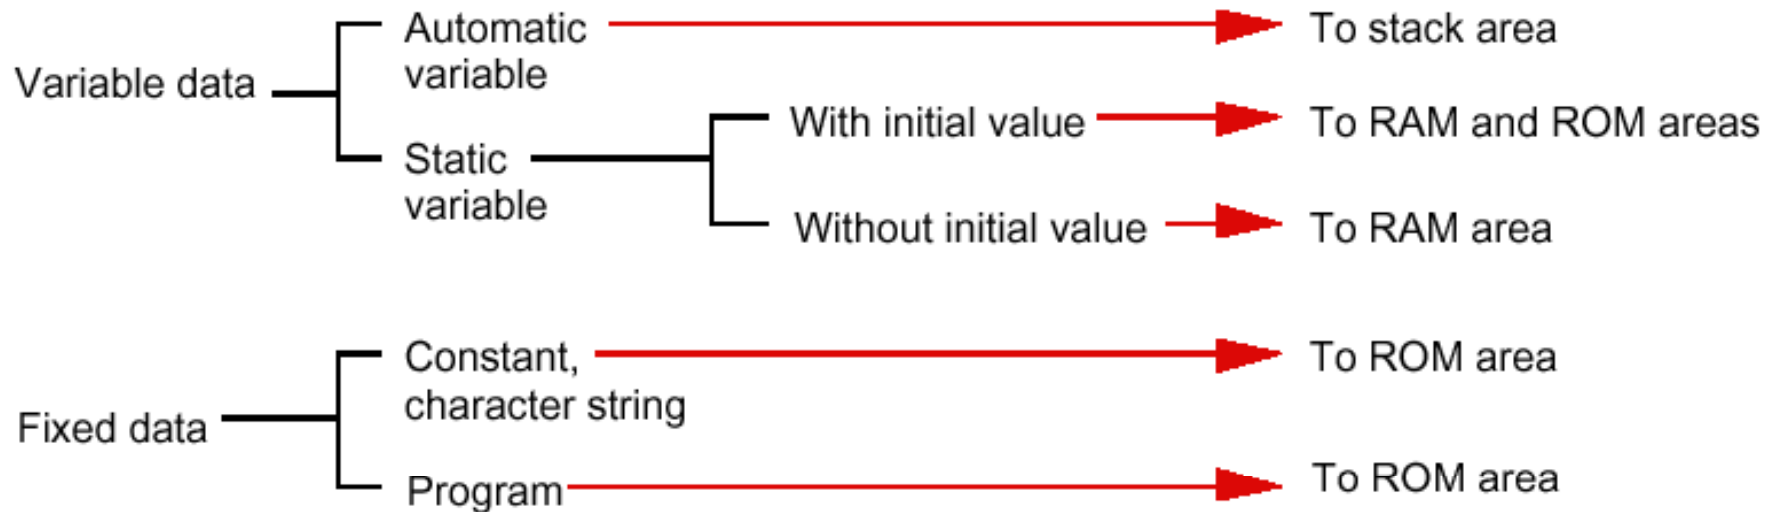 Automatic
variable
To stack area
Variable data
With initial value
To RAM and ROM areas
Static
variable
Without initial value
To RAM area
Constant,
character string
To ROM area
Fixed data
Program
To ROM area